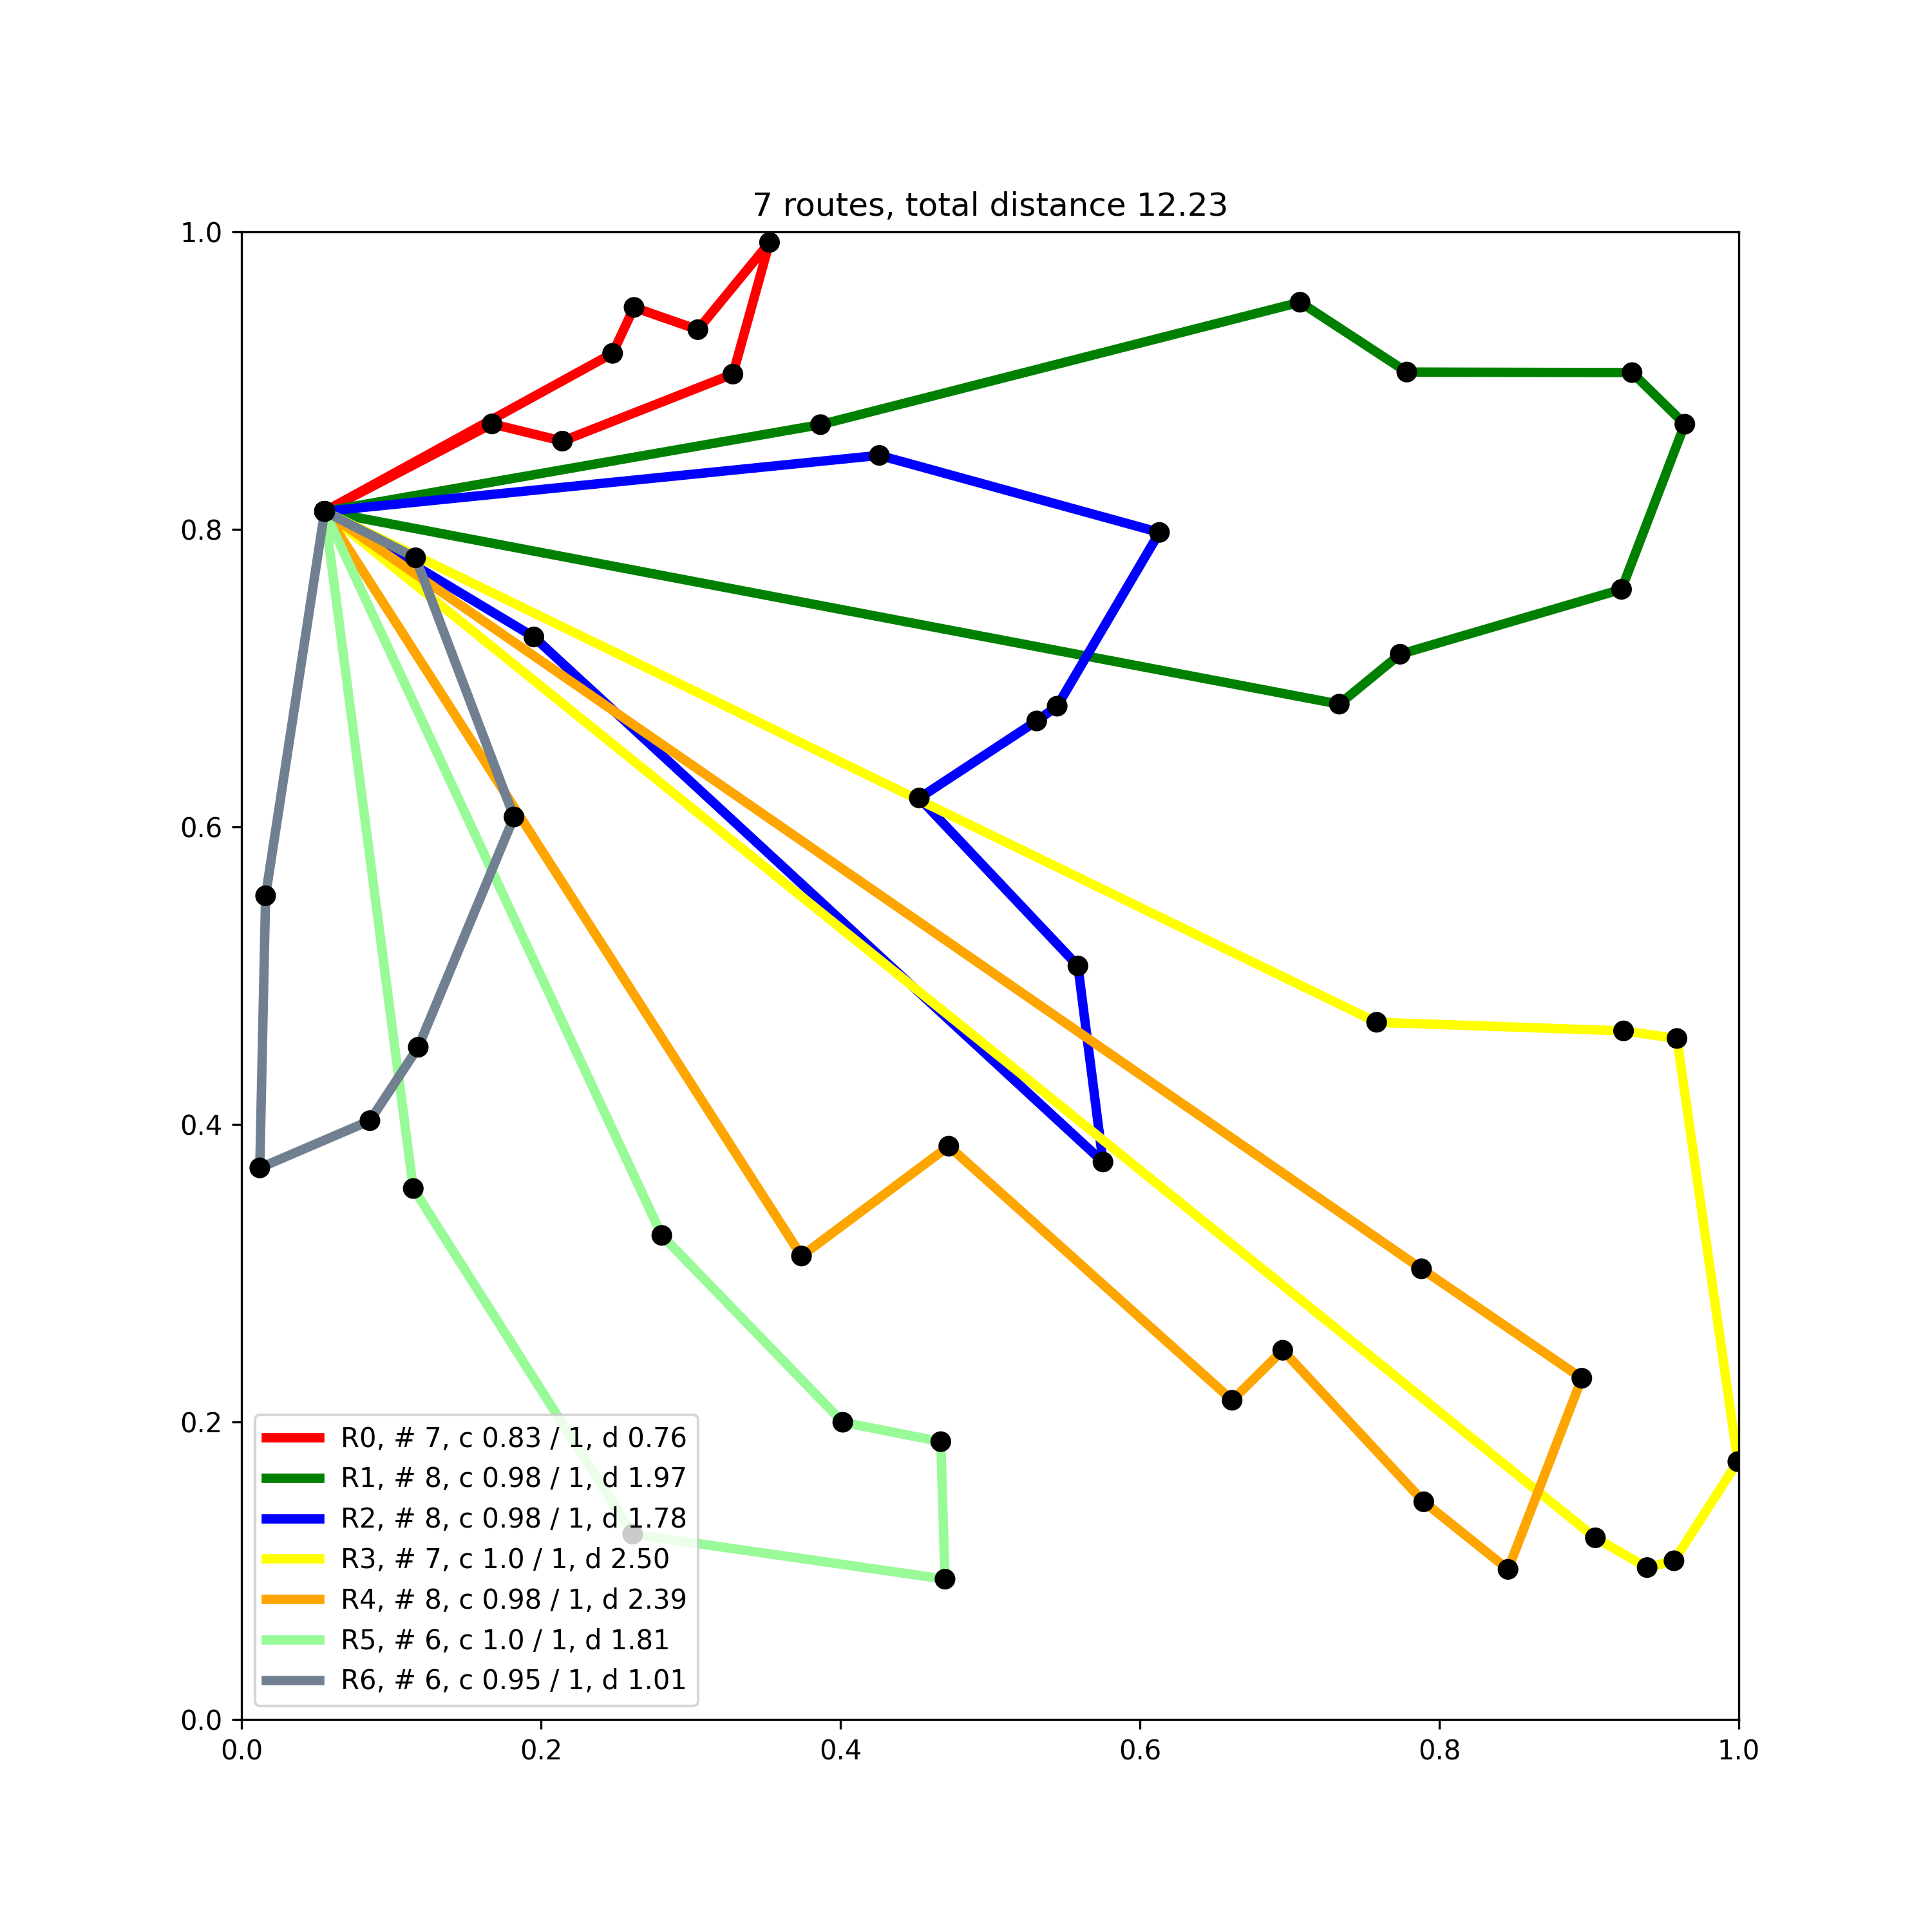 7 routes, total distance 12.23
1.0
0.8
0.6
0.4
0.2
0.0
R0, # 7, c 0.83 / 1, d 0.76
R1, # 8, c 0.98 / 1, d 1.97
R2, # 8, c 0.98 / 1, d 1.78
R3, # 7, c 1.0 / 1, d 2.50
R4, # 8, c 0.98 / 1, d 2.39
R5, # 6, c 1.0 / 1, d 1.81
R6, # 6, c 0.95 / 1, d 1.01
0.0 0.2 0.4 0.6 0.8 1.0